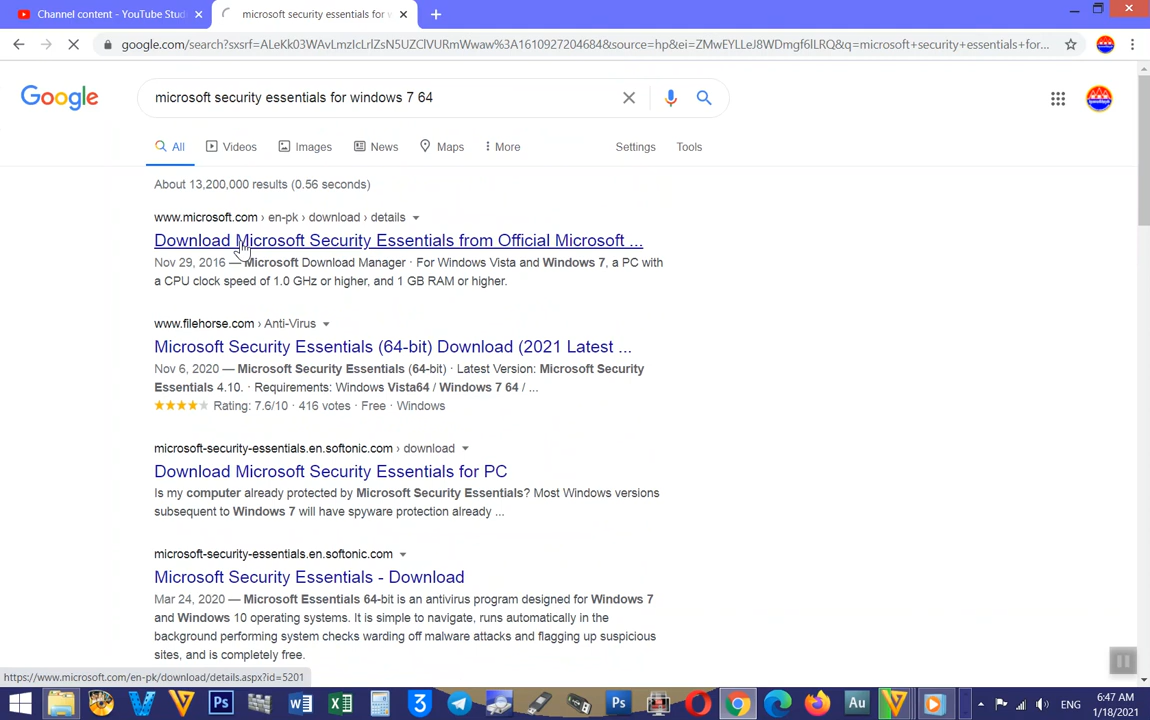 Channel content - YouTube Stud
microsoft security essentials for w
google.com/search?sxsrf=ALeKk03WAvLmzIcLrlZsN5UZClVURmWwaw%3A1610927204684&source=hp&ei=ZMwEYLLeJ8WDmgf6lLRQ&q=microsoft+security+essentials+for...
Google
microsoft security essentials for windows 7 64
All
Videos
Images
News
Maps
More
Settings
Tools
About 13,200,000 results (0.56 seconds)
www.microsoft.com › en-pk › download › details
Download Microsoft Security Essentials from Official Microsoft ...
Nov 29, 2016 — Microsoft Download Manager · For Windows Vista and Windows 7, a PC with
a CPU clock speed of 1.0 GHz or higher, and 1 GB RAM or higher.
www.filehorse.com › Anti-Virus
Microsoft Security Essentials (64-bit) Download (2021 Latest ...
Nov 6, 2020 — Microsoft Security Essentials (64-bit) · Latest Version: Microsoft Security
Essentials 4.10. · Requirements: Windows Vista64 / Windows 7 64 / ...
Rating: 7.6/10 · 416 votes · Free · Windows
microsoft-security-essentials.en.softonic.com › download
Download Microsoft Security Essentials for PC
Is my computer already protected by Microsoft Security Essentials? Most Windows versions
subsequent to Windows 7 will have spyware protection already ...
microsoft-security-essentials.en.softonic.com
Microsoft Security Essentials - Download
Mar 24, 2020 — Microsoft Essentials 64-bit is an antivirus program designed for Windows 7
and Windows 10 operating systems. It is simple to navigate, runs automatically in the
background performing system checks warding off malware attacks and flagging up suspicious
sites, and is completely free.
https://www.microsoft.com/en-pk/download/details.aspx?id=5201
Ps
Ps
Au
6:47 AM
1/18/2021